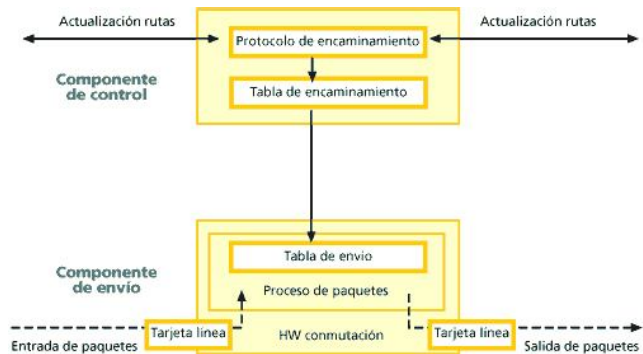 Actualización rutas
Actualización rutas
Protocolo de encaminamiento
Componente
de control
Tabla de encaminamiento
Tabla de envío
Componente
de envío
Proceso de paquetes
Tarjeta línea
Tarjeta línea
Entrada de paquetes
HW conmutación
Salida de paquetes